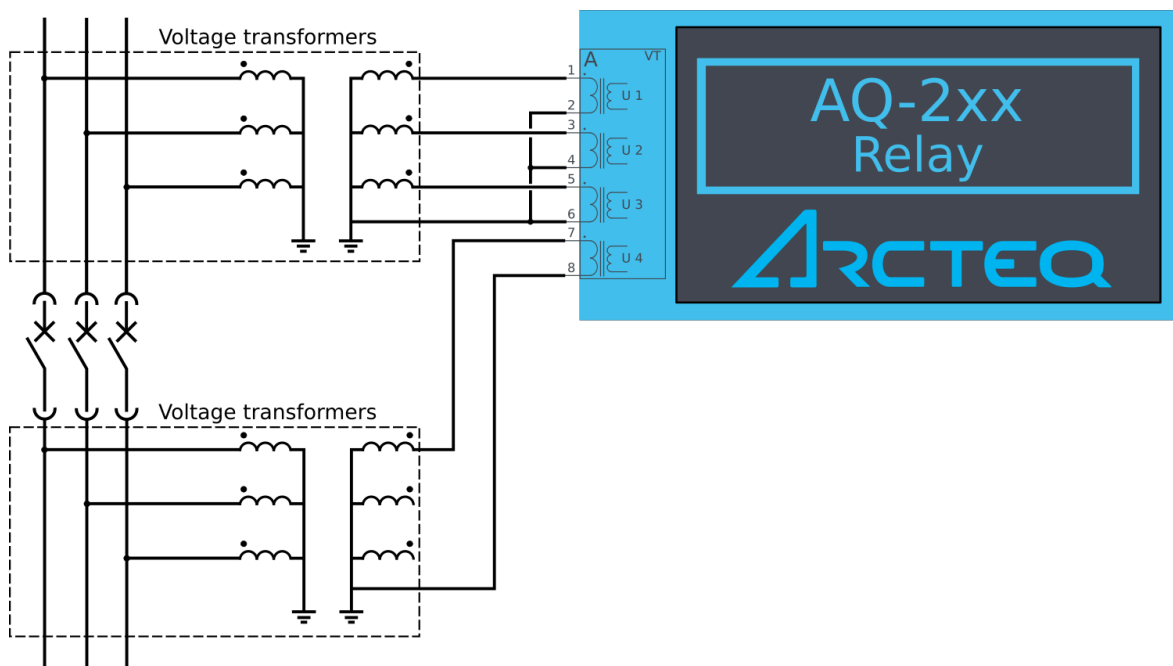 Voltage transformers
A VT
1
U 1
2
3
U 2
4
5
U 3
6
7
U 4
8
AQ-2xx
Relay
ARCTEQ
Voltage transformers